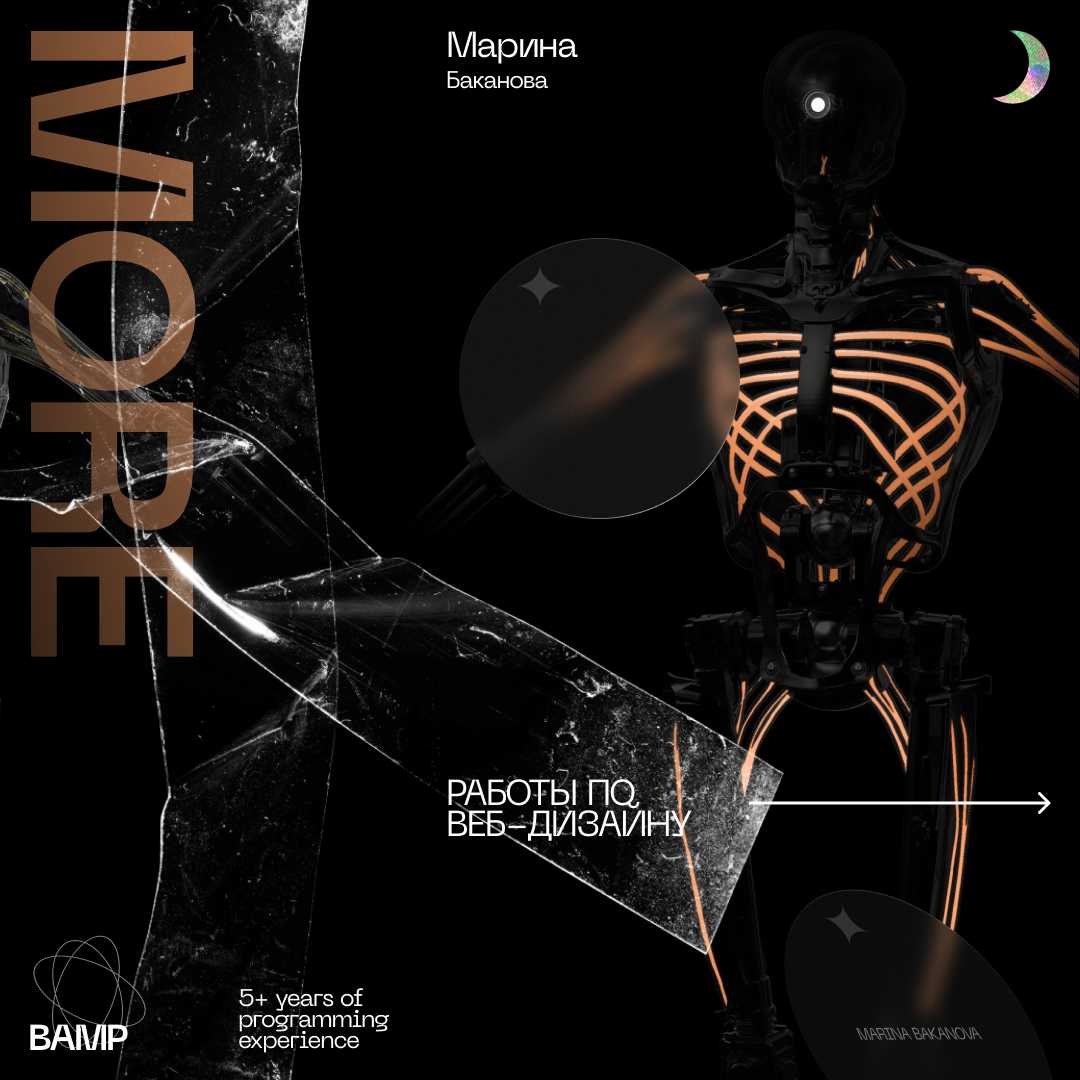 MORE
Марина
Баканова
РАБОТЫ ПО
ВЕБ-ДИЗАЙНУ
BAMP
5+ years of
programming
experience
MARINA BAKANOVA